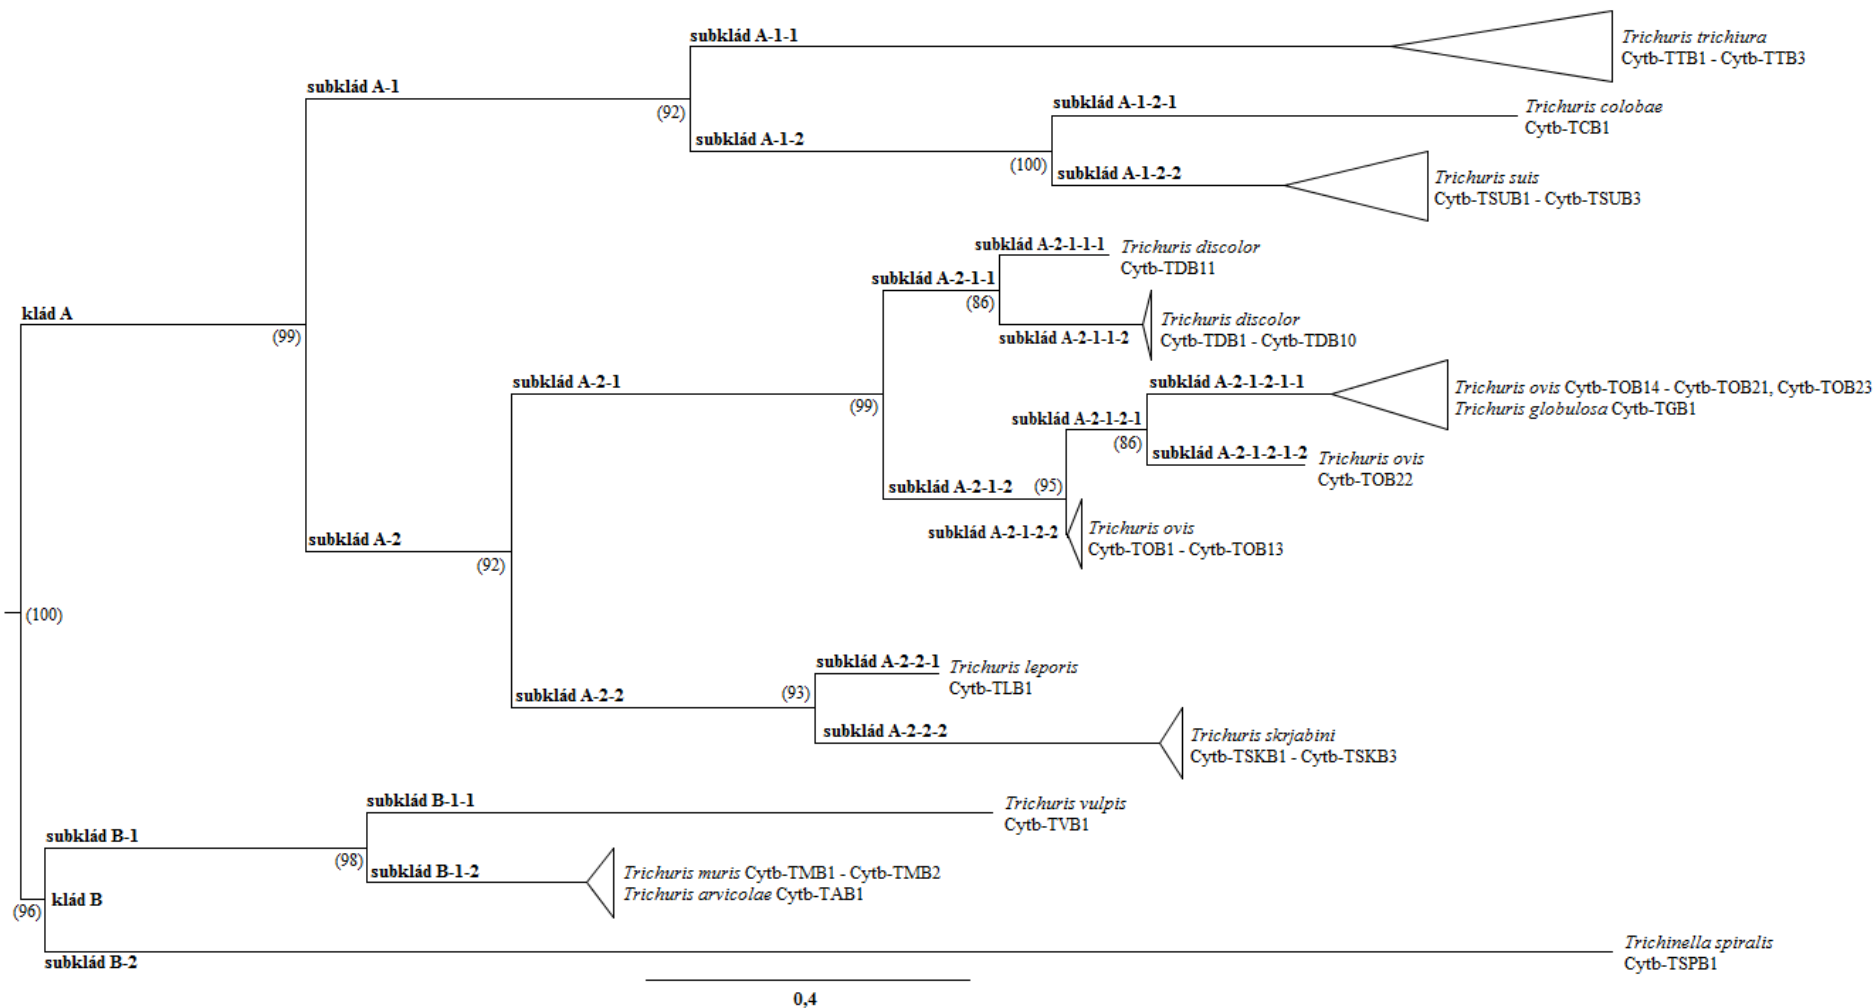 subklád A-1-1
Trichuris trichiura
Cytb-TTB1 - Cytb-TTB3
subklád A-1
(92)
subklád A-1-2-1
Trichuris colobae
Cytb-TCB1
subklád A-1-2
(100)
subklád A-1-2-2
Trichuris suis
Cytb-TSUB1 - Cytb-TSUB3
subklád A-2-1-1-1
Trichuris discolor
Cytb-TDB11
subklád A-2-1-1
(86)
klád A
(99)
subklád A-2-1-1-2
Trichuris discolor
Cytb-TDB1 - Cytb-TDB10
subklád A-2-1
(99)
subklád A-2-1-2-1-1
Trichuris ovis Cytb-TOB14 - Cytb-TOB21, Cytb-TOB23
Trichuris globulosa Cytb-TGB1
subklád A-2-1-2-1
(86)
subklád A-2-1-2-1-2
Trichuris ovis
Cytb-TOB22
subklád A-2-1-2
(95)
subklád A-2-1-2-2
Trichuris ovis
Cytb-TOB1 - Cytb-TOB13
subklád A-2
(92)
(100)
subklád A-2-2-1
Trichuris leporis
Cytb-TLB1
subklád A-2-2
(93)
subklád A-2-2-2
Trichuris skrjabini
Cytb-TSKB1 - Cytb-TSKB3
subklád B-1-1
Trichuris vulpis
Cytb-TVB1
subklád B-1
(98)
subklád B-1-2
Trichuris muris Cytb-TMB1 - Cytb-TMB2
Trichuris arvicolae Cytb-TAB1
klád B
(96)
subklád B-2
Trichinella spiralis
Cytb-TSPB1
0,4